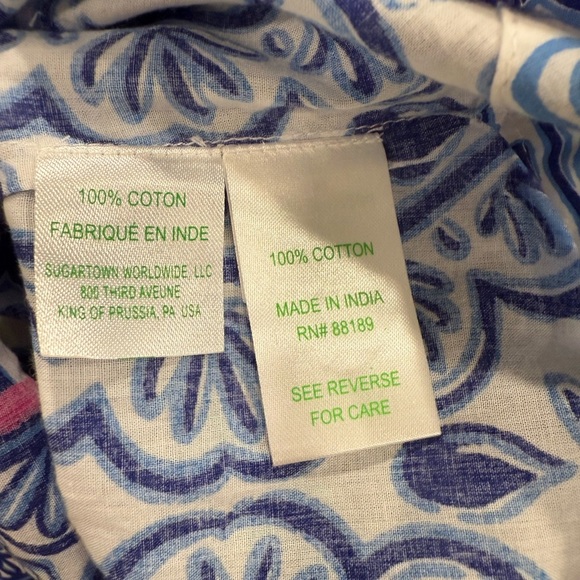 100% COTON
FABRIQUÉ EN INDE
SUGARTOWN WORLDWIDE, LLC
800 THIRD AVEUNE
KING OF PRUSSIA, PA USA
100% COTTON
MADE IN INDIA
RN# 88189
SEE REVERSE
FOR CARE